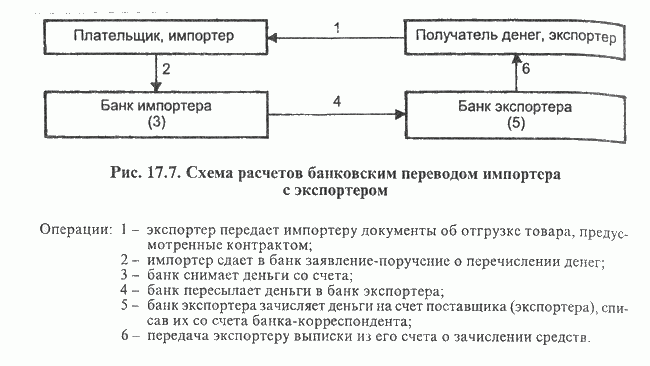 1
Плательщик, импортер
Получатель денег, экспортер
2
6
Банк импортера
(3)
4
Банк экспортера
(5)
Рис. 17.7. Схема расчетов банковским переводом импортера
с экспортером
Операции: 1 – экспортер передает импортеру документы об отгрузке товара, предус-
мотренные контрактом;
2 – импортер сдает в банк заявление-поручение о перечислении денег;
3 – банк снимает деньги со счета;
4 – банк пересылает деньги в банк экспортера;
5 – банк экспортера зачисляет деньги на счет поставщика (экспортера), спи-
сав их со счета банка-корреспондента;
6 – передача экспортеру выписки из его счета о зачислении средств.